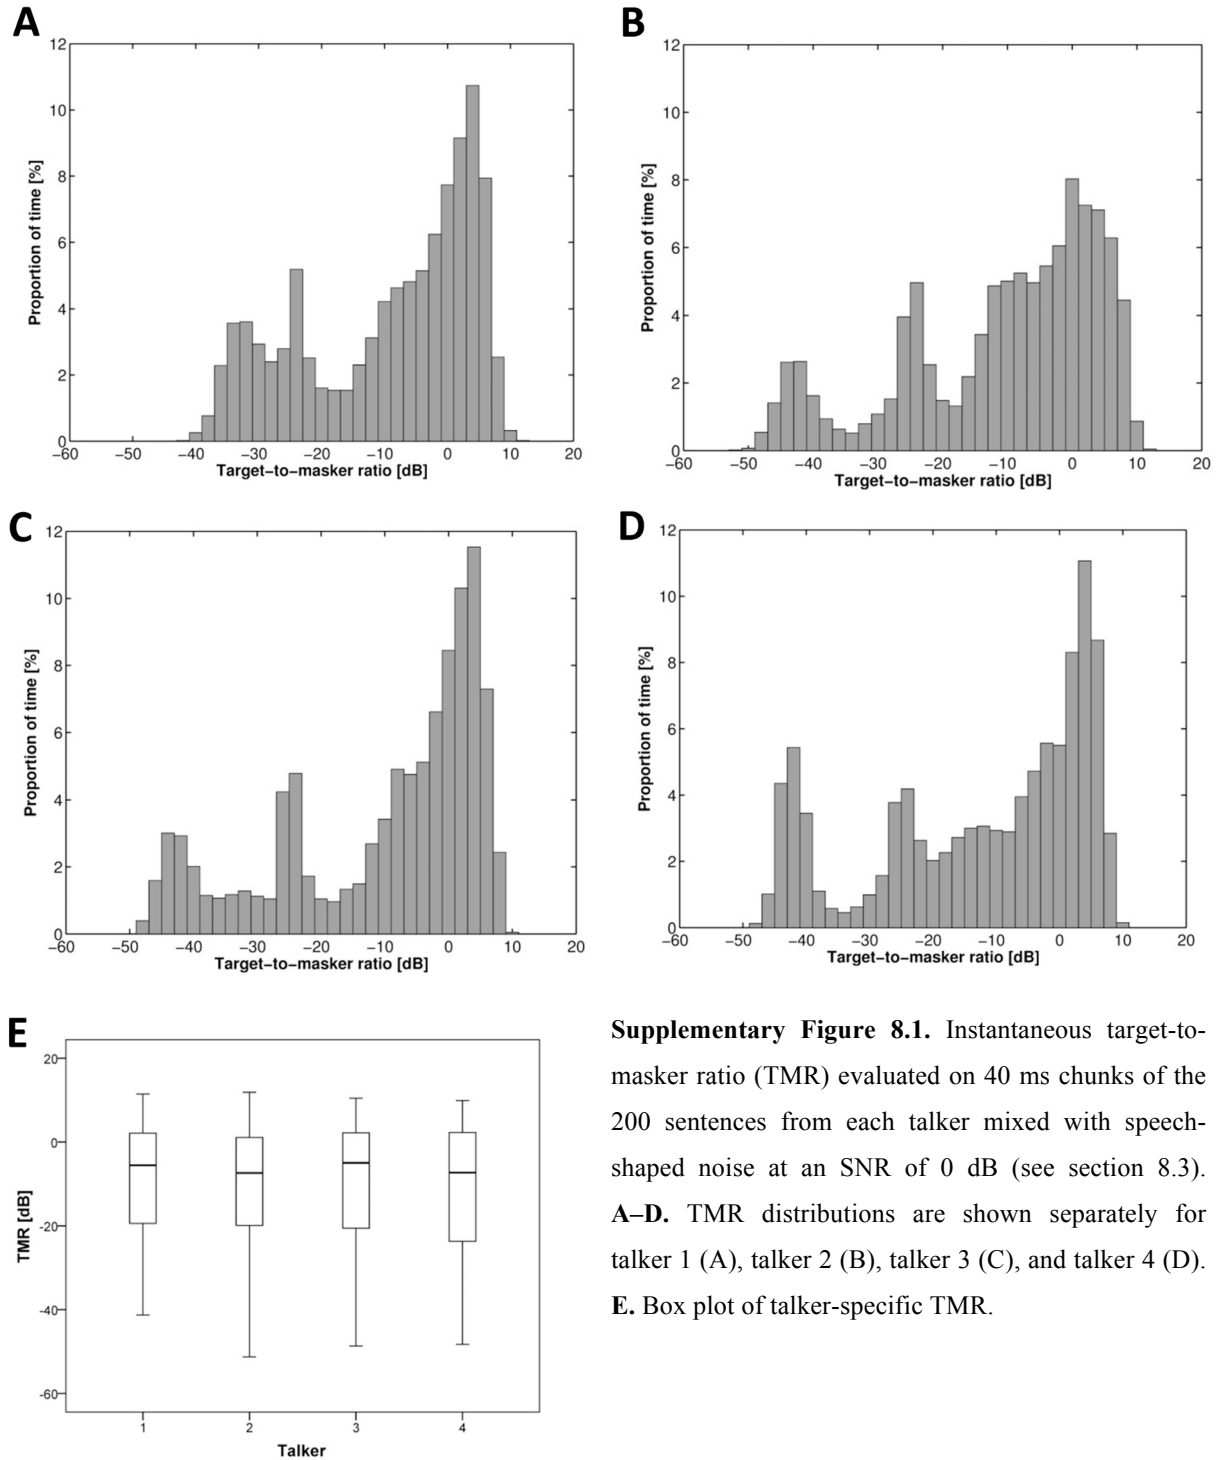 A
12
10
8
6
4
2
0
Proportion of time [%]
−60 −50 −40 −30 −20 −10 0 10 20
Target−to−masker ratio [dB]
B
12
10
8
6
4
2
0
Proportion of time [%]
−60 −50 −40 −30 −20 −10 0 10 20
Target−to−masker ratio [dB]
C
12
10
8
6
4
2
0
Proportion of time [%]
−60 −50 −40 −30 −20 −10 0 10 20
Target−to−masker ratio [dB]
D
12
10
8
6
4
2
0
Proportion of time [%]
−60 −50 −40 −30 −20 −10 0 10 20
Target−to−masker ratio [dB]
E
20
0
-20
-40
-60
TMR [dB]
1 2 3 4
Talker
Supplementary Figure 8.1. Instantaneous target-to-
masker ratio (TMR) evaluated on 40 ms chunks of the
200 sentences from each talker mixed with speech-
shaped noise at an SNR of 0 dB (see section 8.3).
A–D. TMR distributions are shown separately for
talker 1 (A), talker 2 (B), talker 3 (C), and talker 4 (D).
E. Box plot of talker-specific TMR.